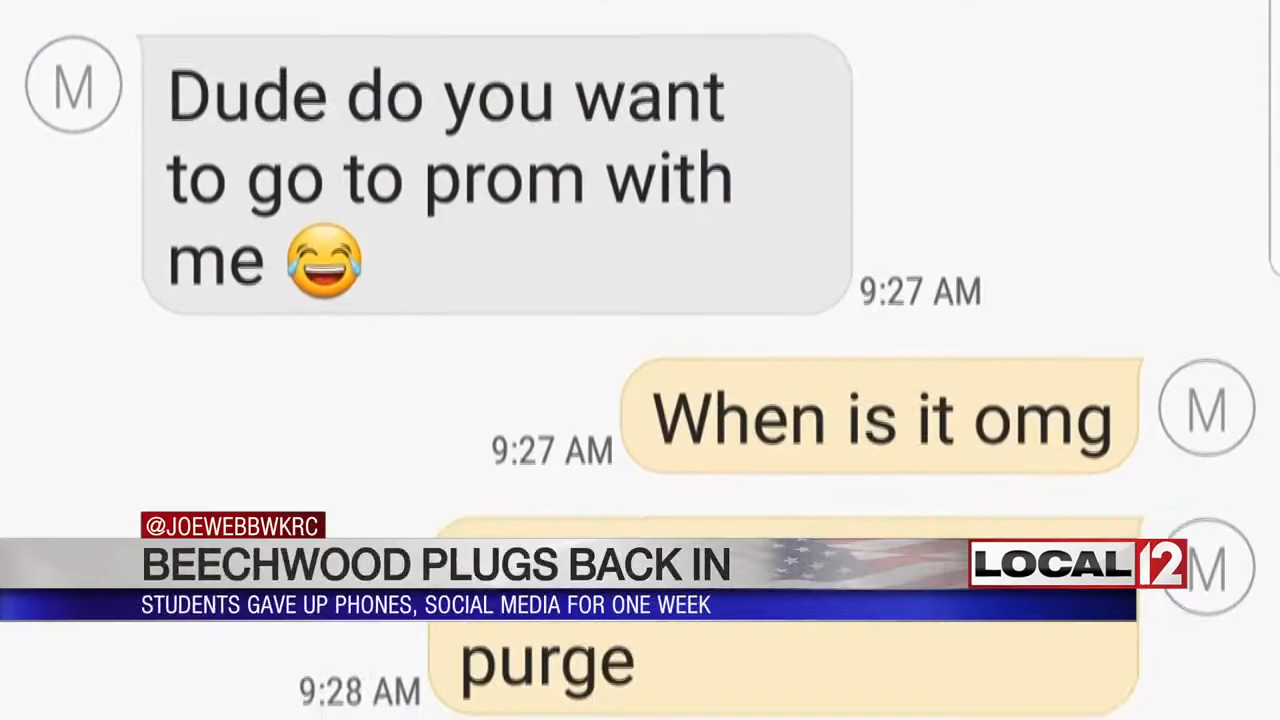 M
Dude do you want
to go to prom with
me 😂
9:27 AM
When is it omg
9:27 AM
M
@JOEWEBBWKRC
BEECHWOOD PLUGS BACK IN
LOCAL 12
M
STUDENTS GAVE UP PHONES, SOCIAL MEDIA FOR ONE WEEK
purge
9:28 AM